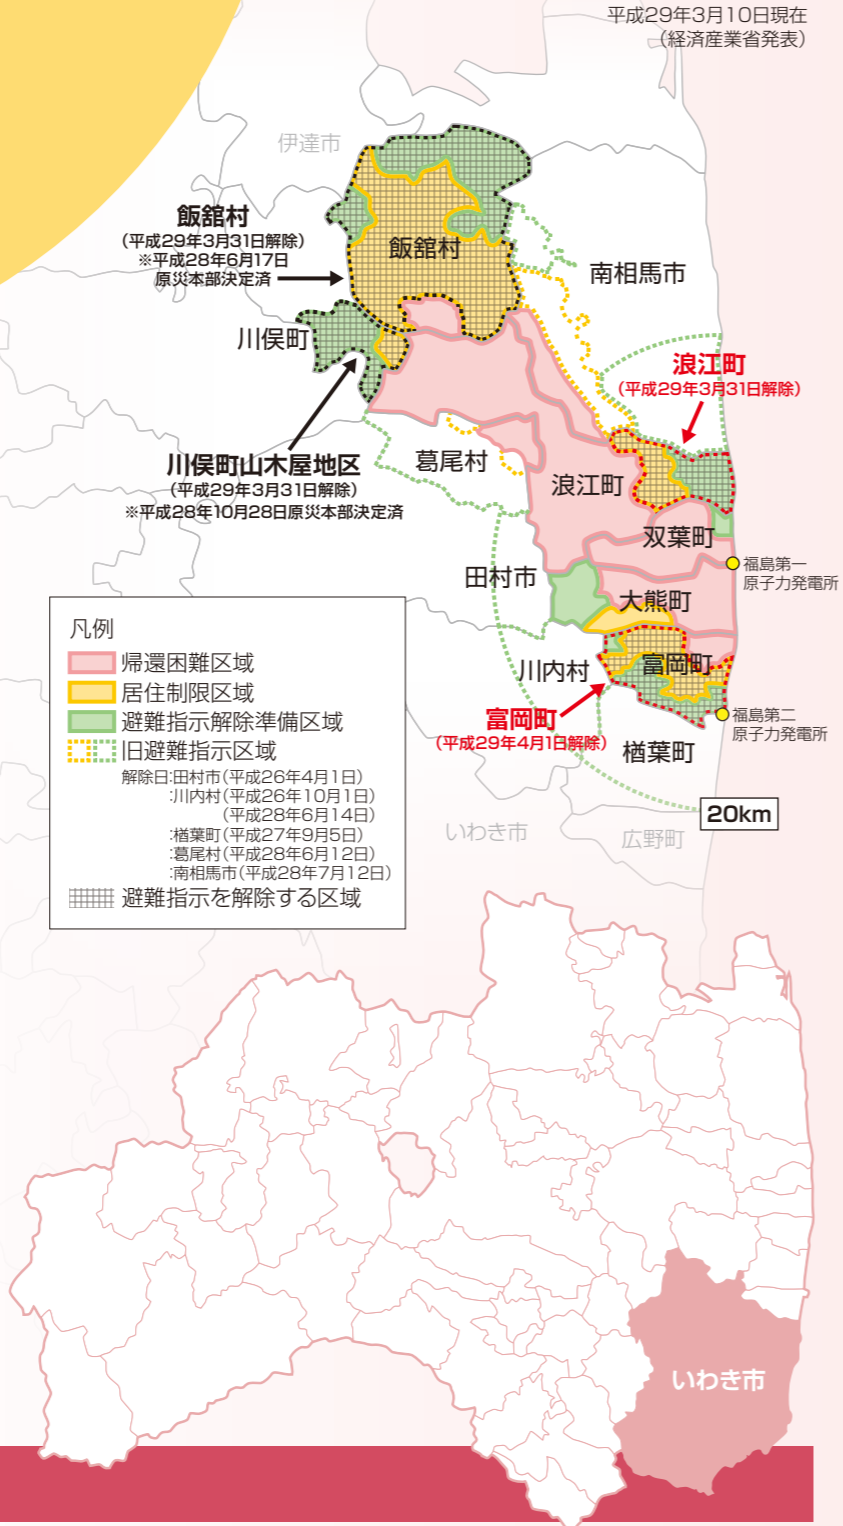 平成29年3月10日現在
（経済産業省発表）
伊達市
飯舘村
（平成29年3月31日解除）
※平成28年6月17日
原災本部決定済
飯舘村
南相馬市
川俣町
浪江町
（平成29年3月31日解除）
川俣町山木屋地区
（平成29年3月31日解除）
※平成28年10月28日原災本部決定済
葛尾村
浪江町
双葉町
福島第一
原子力発電所
田村市
大熊町
川内村
富岡町
富岡町
（平成29年4月1日解除）
福島第二
原子力発電所
楢葉町
20km
いわき市
広野町
凡例
帰還困難区域
居住制限区域
避難指示解除準備区域
旧避難指示区域
解除日:田村市（平成26年4月1日）
:川内村（平成26年10月1日）
（平成28年6月14日）
:楢葉町（平成27年9月5日）
:葛尾村（平成28年6月12日）
:南相馬市（平成28年7月12日）
避難指示を解除する区域
いわき市